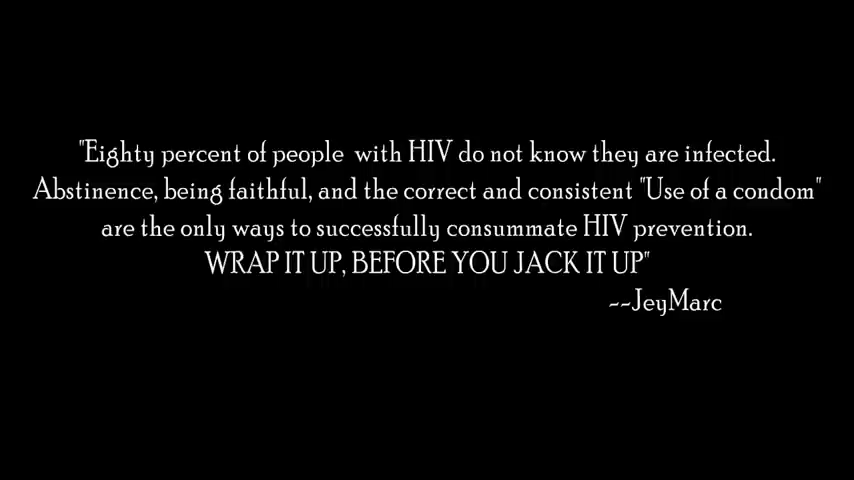 "Eighty percent of people  with HIV do not know they are infected.
Abstinence, being faithful, and the correct and consistent "Use of a condom"
are the only ways to successfully consummate HIV prevention.
WRAP IT UP, BEFORE YOU JACK IT UP"
--JeyMarc